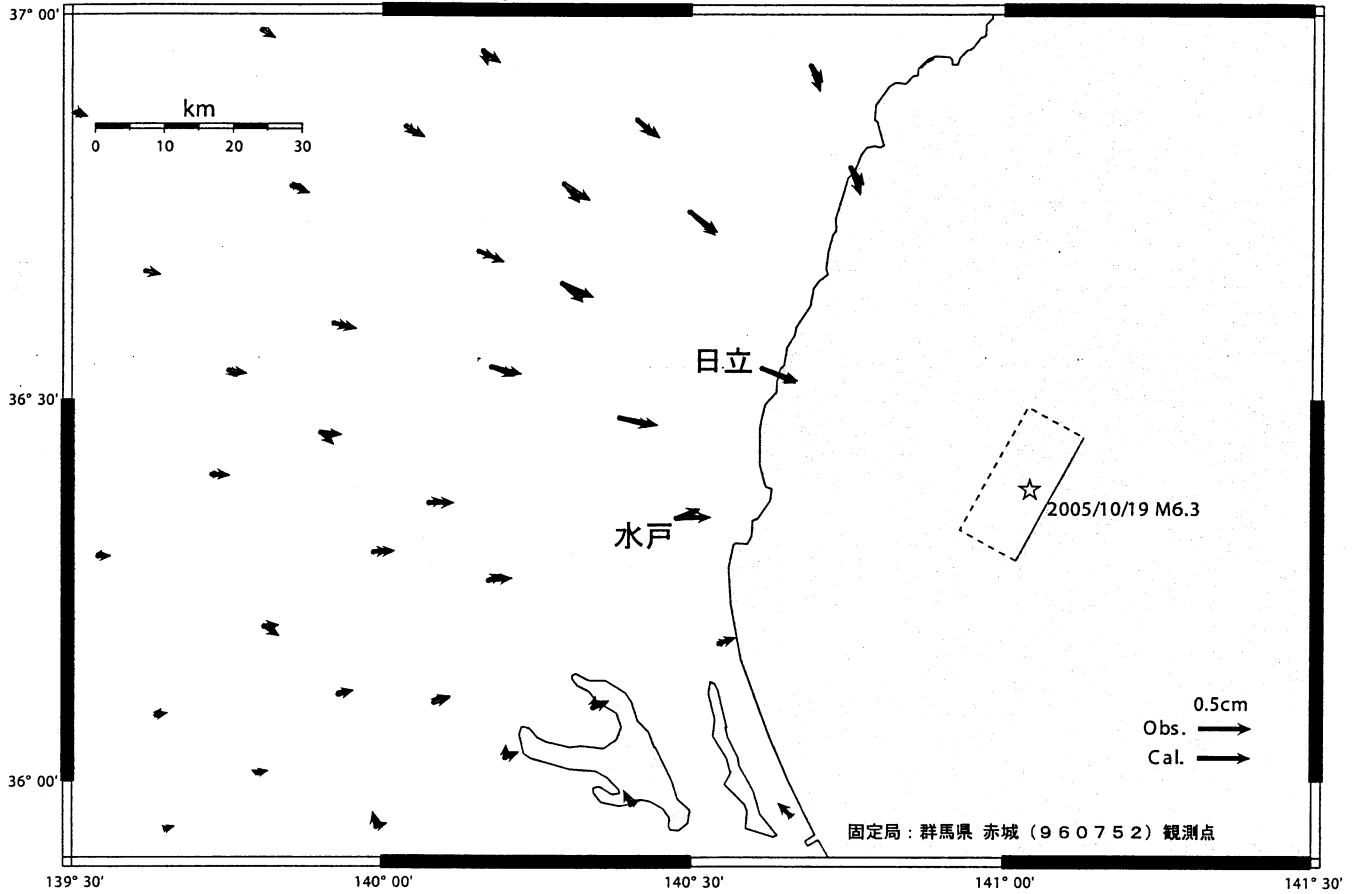 37° 00'
km
0 10 20 30
日立
36° 30'
2005/10/19 M6.3
水戸
0.5cm
Obs.
Cal.
36° 00'
固定局：群馬県 赤城（９６０７５２）観測点
139° 30' 140° 00' 140° 30' 141° 00' 141° 30'